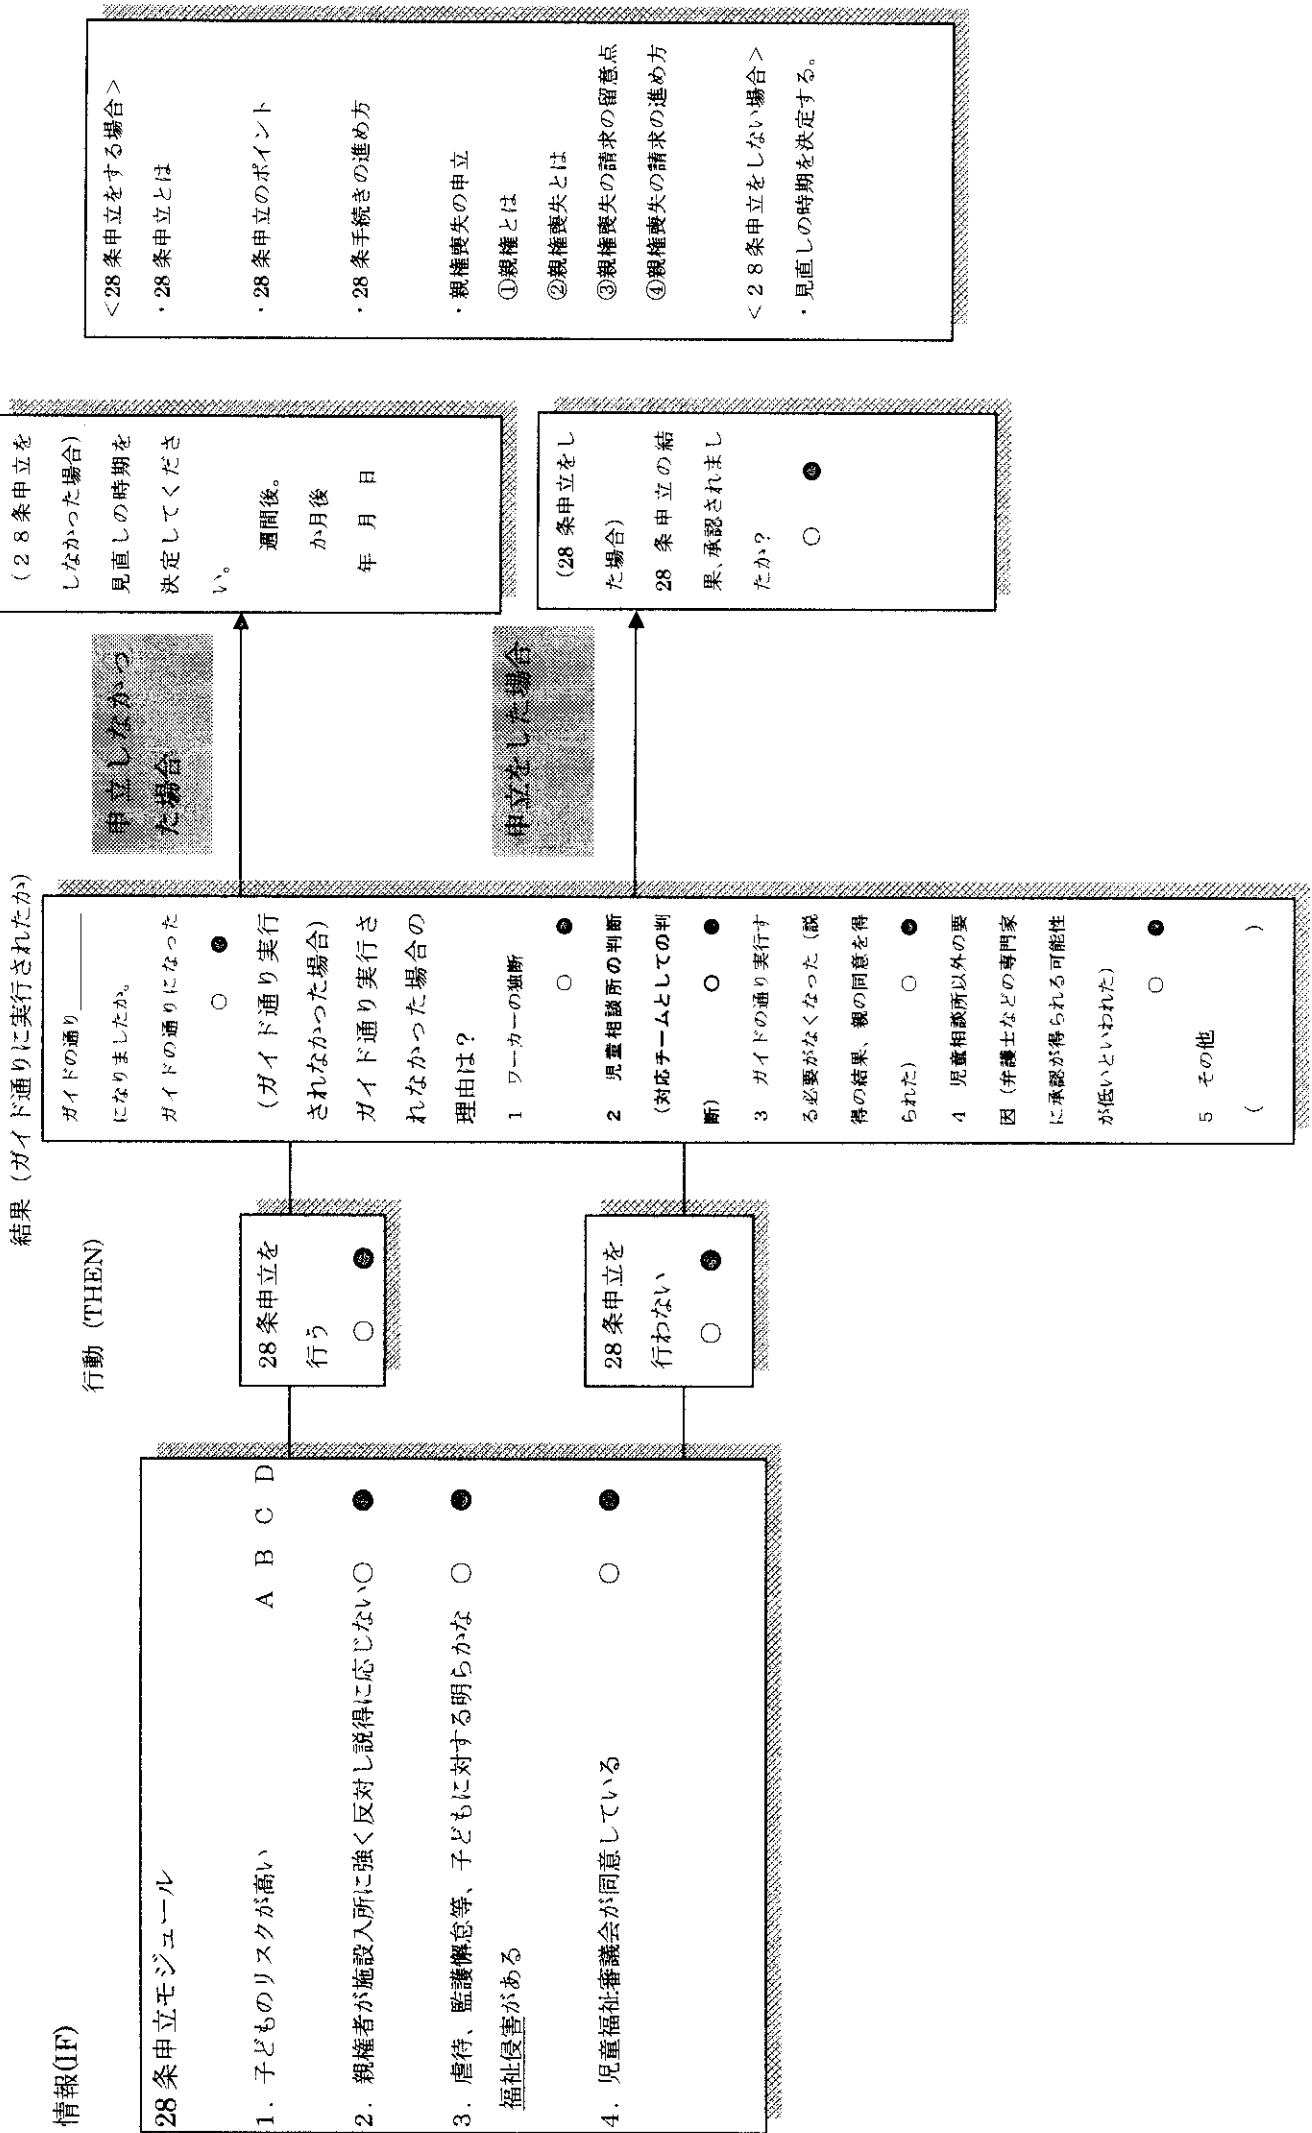 情報(IF)
28条申立モジュール
1. 子どものリスクが高い　A B C D
2. 親権者が施設入所に強く反対し説得に応じない○ ●
3. 虐待、監護懈怠等、子どもに対する明らかな ○ ●
福祉侵害がある
4. 児童福祉審議会が同意している ○ ●
行動 (THEN)
28条申立を
行う
○ ●
28条申立を
行わない
○ ●
結果（ガイド通りに実行されたか）
ガイドの通り＿＿＿＿
になりましたか。
ガイドの通りになった
○ ●
（ガイド通り実行
されなかった場合）
ガイド通り実行さ
れなかった場合の
理由は？
1 ワーカーの独断
○ ●
2 児童相談所の判断
（対応チームとしての判
断） ○ ●
3 ガイドの通り実行す
る必要がなくなった（説
得の結果、親の同意を得
られた） ○ ●
4 児童相談所以外の要
因（弁護士などの専門家
に承認が得られる可能性
が低いといわれた）
○ ●
5 その他
（　　　）
申立しなかっ
た場合
申立をした場合
（28条申立を
しなかった場合）
見直しの時期を
決定してくださ
い。
週間後。
か月後
年 月 日
（28条申立をし
た場合）
28条申立の結
果、承認されまし
たか？
○ ●
＜28条申立をする場合＞
・28条申立とは
・28条申立のポイント
・28条手続きの進め方
・親権喪失の申立
①親権とは
②親権喪失とは
③親権喪失の請求の留意点
④親権喪失の請求の進め方
＜28条申立をしない場合＞
・見直しの時期を決定する。